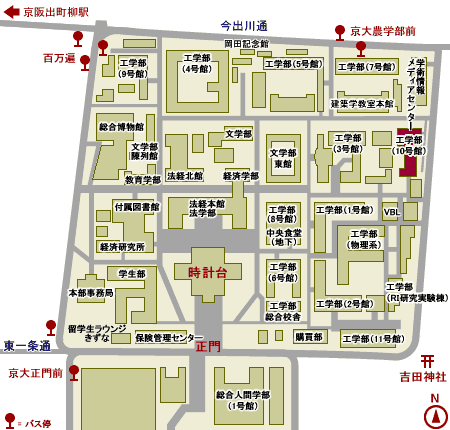 京阪出町柳駅
今出川通
京大農学部前
百万遍
岡田記念館
工学部
(9号館)
工学部
(4号館)
工学部(5号館)
工学部(7号館)
学術情報
メディアセンター
建築学教室本館
総合博物館
文学部
陳列館
文学部
文学部
東館
工学部
(3号館)
工学部
(10号館)
法経北館
経済学部
教育学部
付属図書館
法経本館
法学部
工学部
(8号館)
中央食堂
(地下)
工学部(1号館)
VBL
工学部
(物理系)
経済研究所
時計台
学生部
工学部
(6号館)
本部事務局
工学部
総合校舎
工学部(2号館)
工学部
(RI研究実験棟)
留学生ラウンジ
きずな
保険管理センター
正門
購買部
工学部(11号館)
東一条通
京大正門前
総合人間学部
(1号館)
吉田神社
N
=バス停